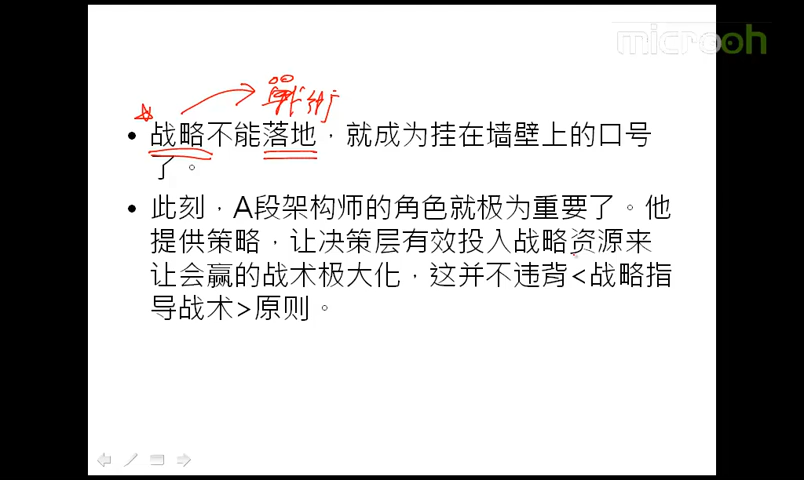 microoh
戰術
战略不能落地，就成为挂在墙壁上的口号
了。
此刻，A段架构师的角色就极为重要了。他
提供策略，让决策层有效投入战略资源来
让会赢的战术极大化，这并不违背<战略指
导战术>原则。